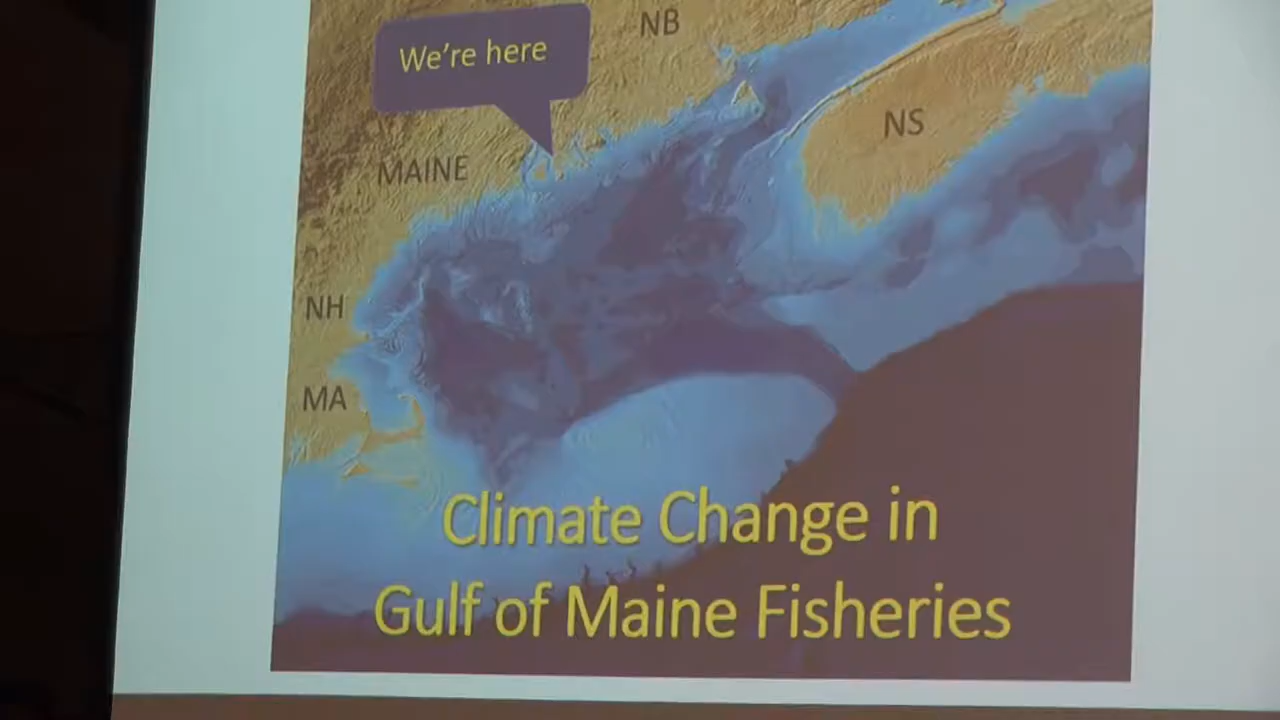 NB
We're here
NS
MAINE
NH
MA
Climate Change in
Gulf of Maine Fisheries